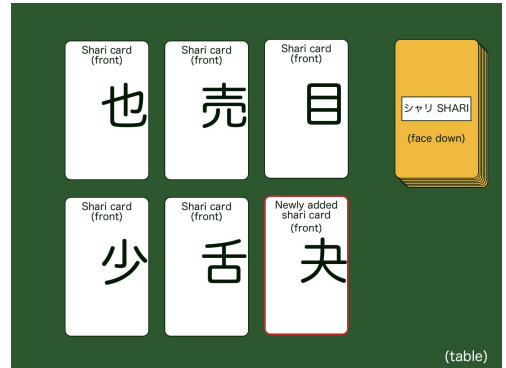 Shari card
(front)
也
Shari card
(front)
売
Shari card
(front)
目
シャリ SHARI
(face down)
Shari card
(front)
少
Shari card
(front)
舌
Newly added
shari card
(front)
夬
(table)